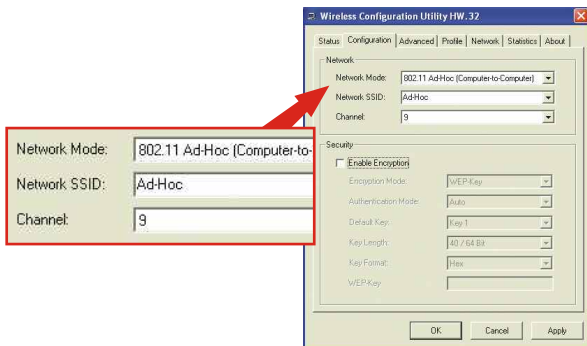 Wireless Configuration Utility HW.32
Status Configuration Advanced Profile Network Statistics About
Network
Network Mode: 802.11 Ad-Hoc (Computer-to-Computer)
Network SSID: Ad-Hoc
Channel: 9
Security
Enable Encryption
Encryption Mode: WEP-Key
Authentication Mode: Auto
Default Key: Key 1
Key Length: 40 / 64 Bit
Key Format: Hex
WEP-Key
OK Cancel Apply
Network Mode: 802.11 Ad-Hoc (Computer-to-
Network SSID: Ad-Hoc
Channel: 9